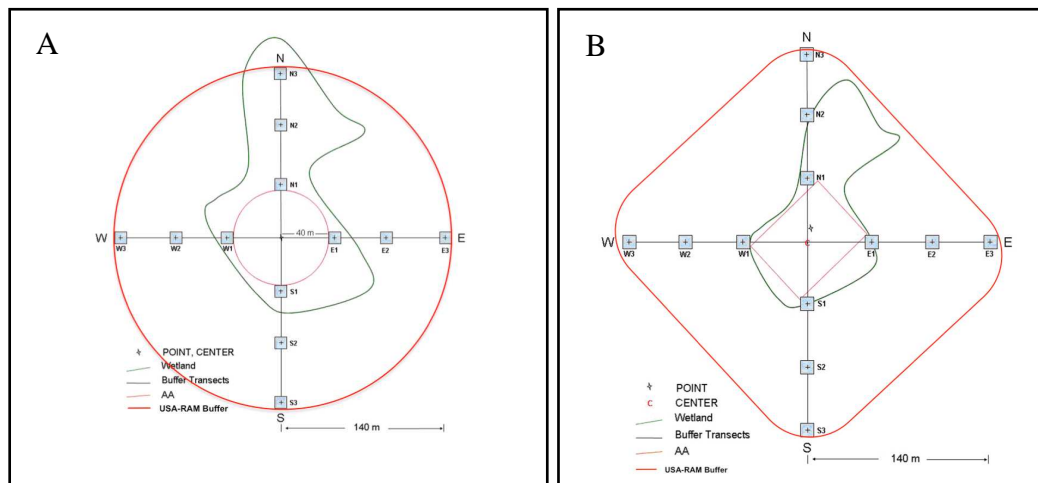 A
N
N3
N2
N1
40 m
W
W3
W2
W1
E1
E2
E3
E
S1
S2
S3
S
POINT, CENTER
Wetland
Buffer Transects
AA
USA-RAM Buffer
140 m
B
N
N3
N2
N1
C
W
W3
W2
W1
E1
E2
E3
E
S1
S2
S3
S
POINT
C CENTER
Wetland
Buffer Transects
AA
USA-RAM Buffer
140 m